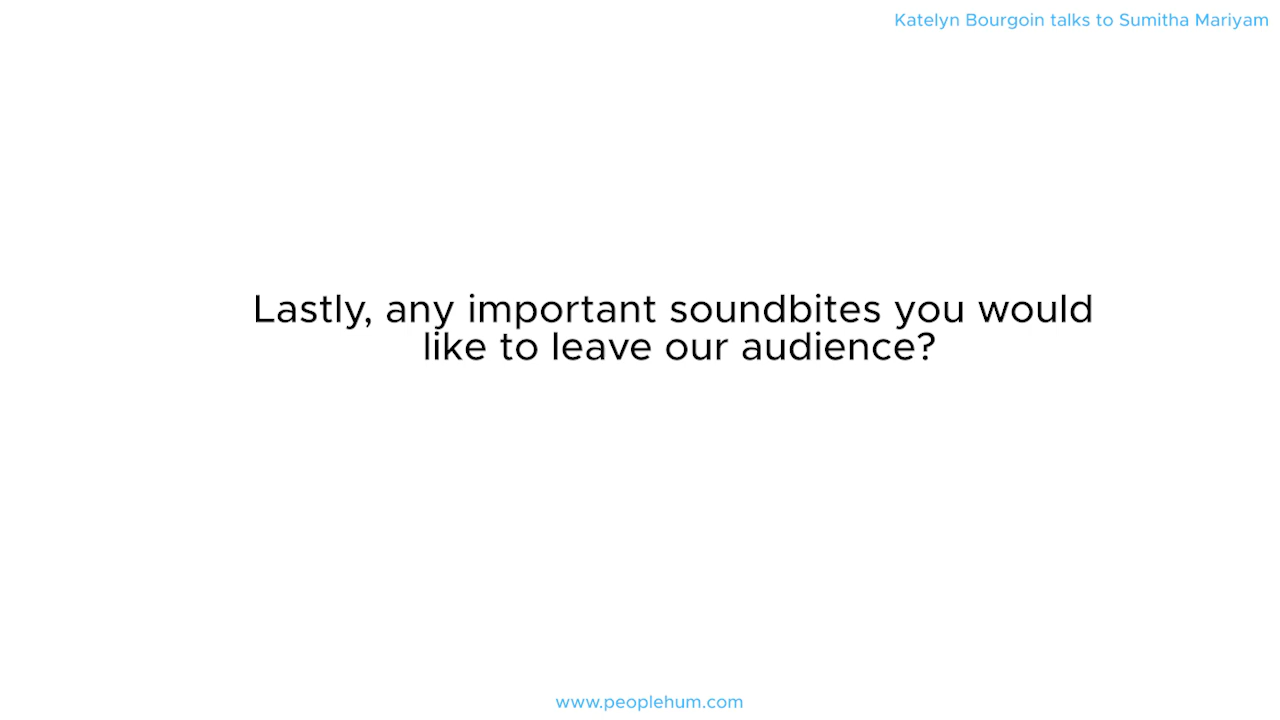 Katelyn Bourgoin talks to Sumitha Mariyam
Lastly, any important soundbites you would
like to leave our audience?
www.peoplehum.com